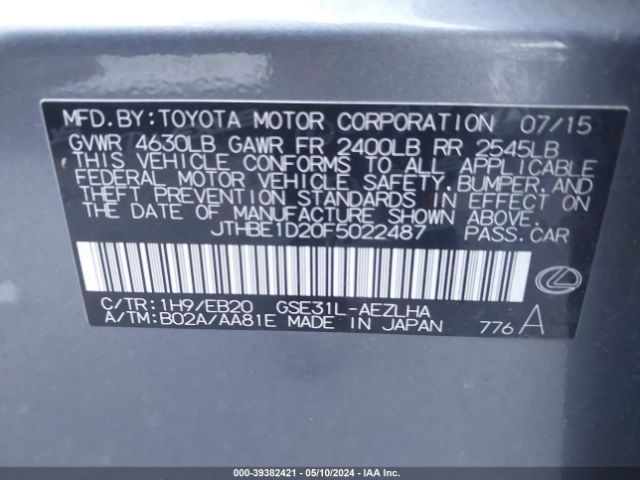 MFD.BY:TOYOTA MOTOR CORPORATION 07/15
GVWR 4630LB GAWR FR 2400LB RR 2545LB
THIS VEHICLE CONFORMS TO ALL APPLICABLE
FEDERAL MOTOR VEHICLE SAFETY,BUMPER,AND
THEFT PREVENTION STANDARDS IN EFFECT ON
THE DATE OF MANUFACTURE SHOWN ABOVE.
JTHBE1D20F5022487 PASS.CAR
C/TR:1H9/EB20 GSE31L-AEZLHA
A/TM:B02A/AA81E MADE IN JAPAN 776A
000-39382421 - 05/10/2024 - IAA Inc.